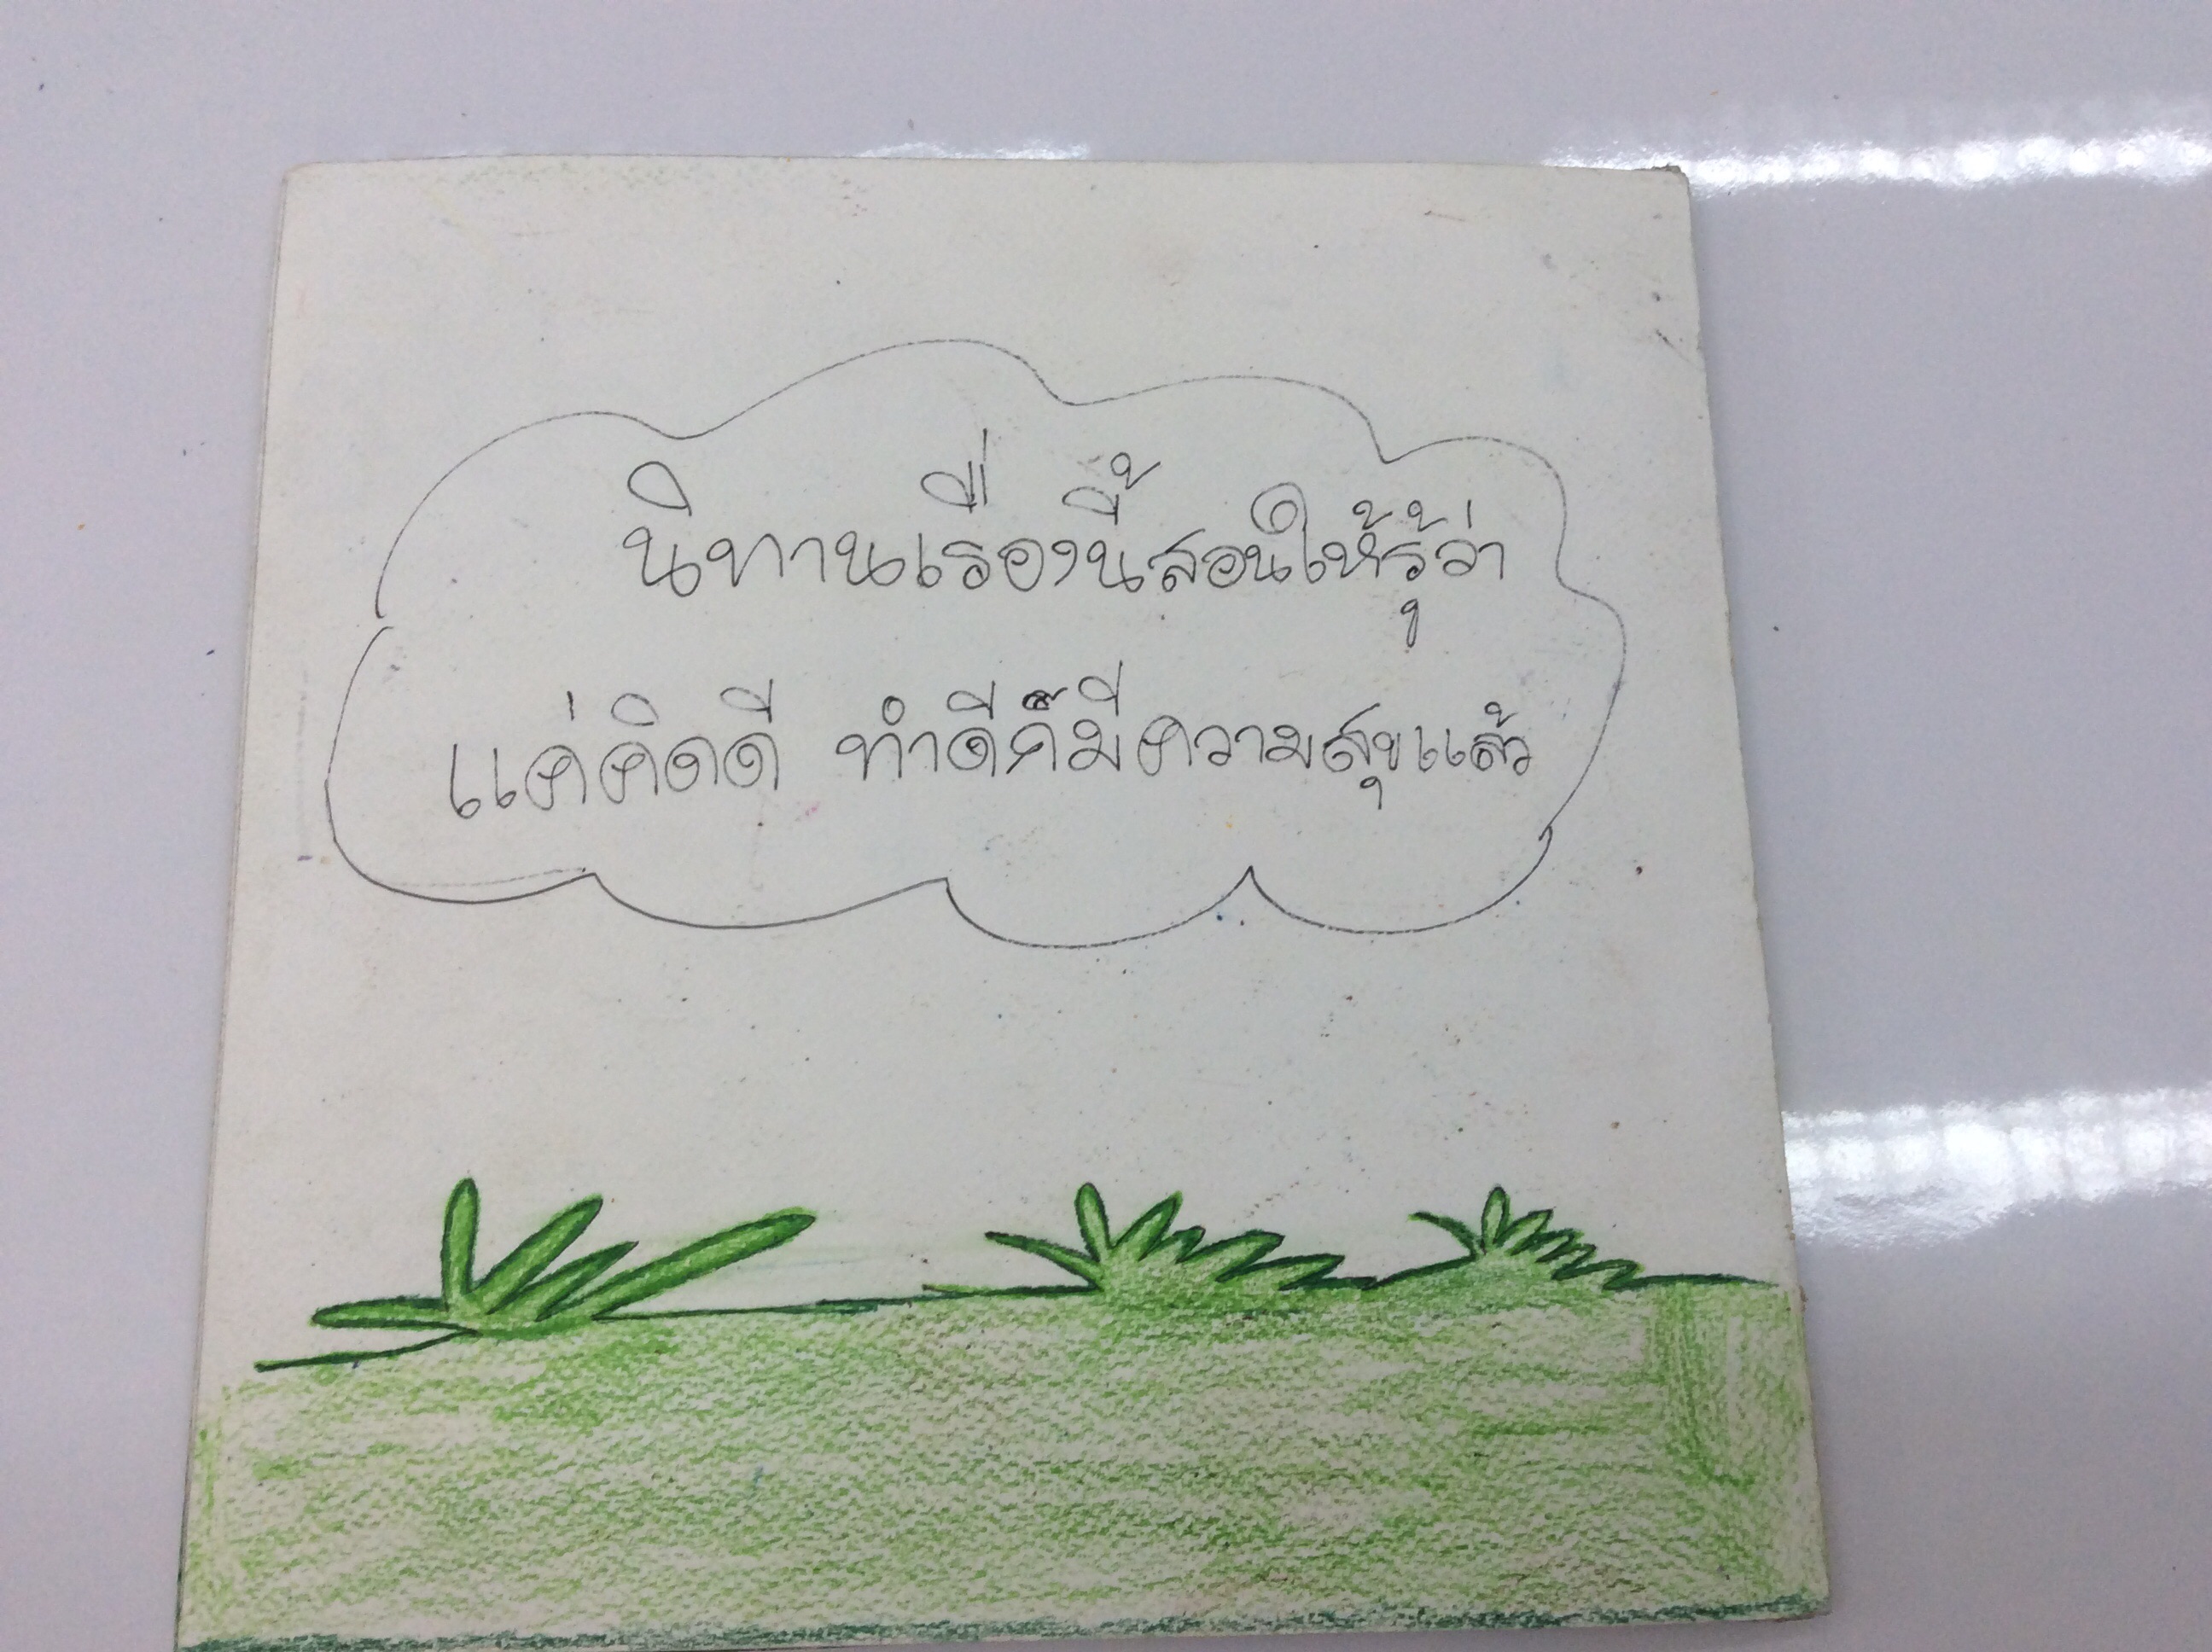 นิทานเรื่องนี้สอนให้รู้ว่า
แค่คิดดี ทำดีก็มีความสุขแล้ว